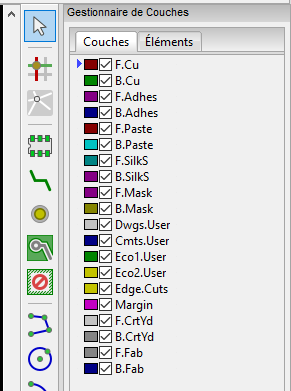 Gestionnaire de Couches
Couches Éléments
F.Cu
B.Cu
F.Adhes
B.Adhes
F.Paste
B.Paste
F.SilkS
B.SilkS
F.Mask
B.Mask
Dwgs.User
Cmts.User
Eco1.User
Eco2.User
Edge.Cuts
Margin
F.CrtYd
B.CrtYd
F.Fab
B.Fab